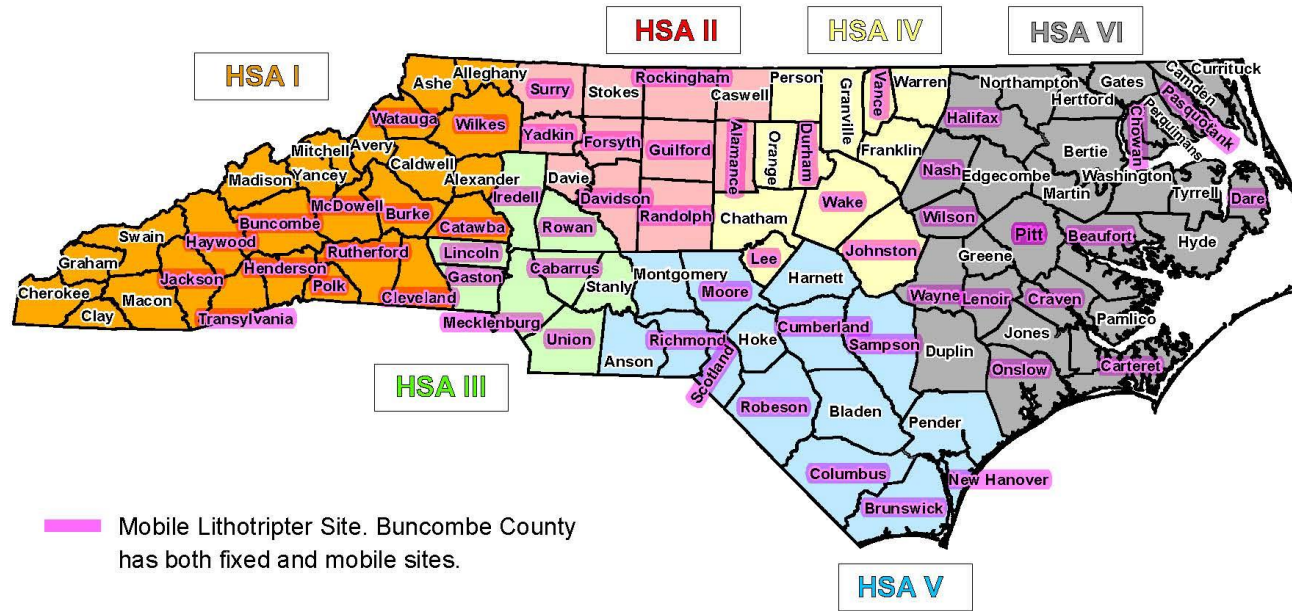 HSA I
HSA II
HSA III
HSA IV
HSA V
HSA VI
Ashe
Alleghany
Watauga
Wilkes
Mitchell
Avery
Caldwell
Alexander
Madison
Yancey
McDowell
Burke
Catawba
Buncombe
Haywood
Swain
Graham
Cherokee
Clay
Macon
Jackson
Transylvania
Henderson
Polk
Rutherford
Cleveland
Surry
Stokes
Rockingham
Caswell
Yadkin
Forsyth
Guilford
Alamance
Davie
Davidson
Randolph
Iredell
Rowan
Lincoln
Gaston
Cabarrus
Stanly
Mecklenburg
Union
Person
Granville
Vance
Warren
Orange
Durham
Franklin
Chatham
Wake
Lee
Johnston
Montgomery
Moore
Harnett
Anson
Richmond
Scotland
Hoke
Cumberland
Sampson
Robeson
Bladen
Pender
Columbus
Brunswick
New Hanover
Northampton
Gates
Hertford
Halifax
Camden
Currituck
Pasquotank
Perquimans
Chowan
Bertie
Nash
Edgecombe
Martin
Washington
Tyrrell
Dare
Wilson
Pitt
Beaufort
Hyde
Greene
Wayne
Lenoir
Craven
Pamlico
Jones
Duplin
Onslow
Carteret
Mobile Lithotripter Site. Buncombe County
has both fixed and mobile sites.